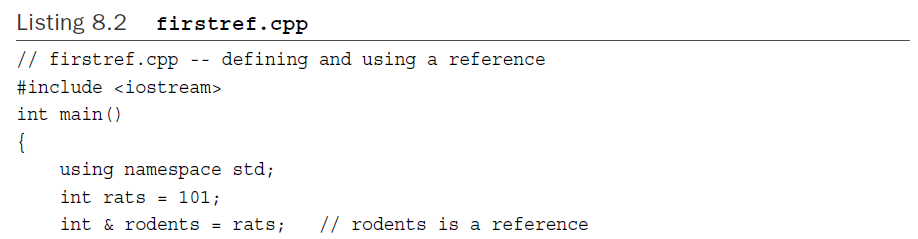 Listing 8.2 firstref.cpp
// firstref.cpp -- defining and using a reference
#include <iostream>
int main()
{
    using namespace std;
    int rats = 101;
    int & rodents = rats;   // rodents is a reference